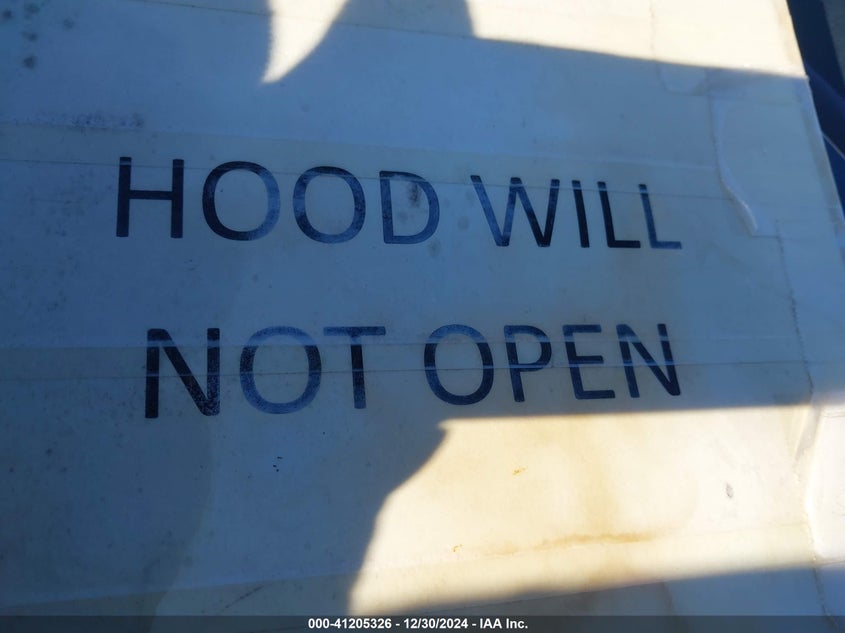 HOOD WILL
NOT OPEN
000-41205326 - 12/30/2024 - IAA Inc.